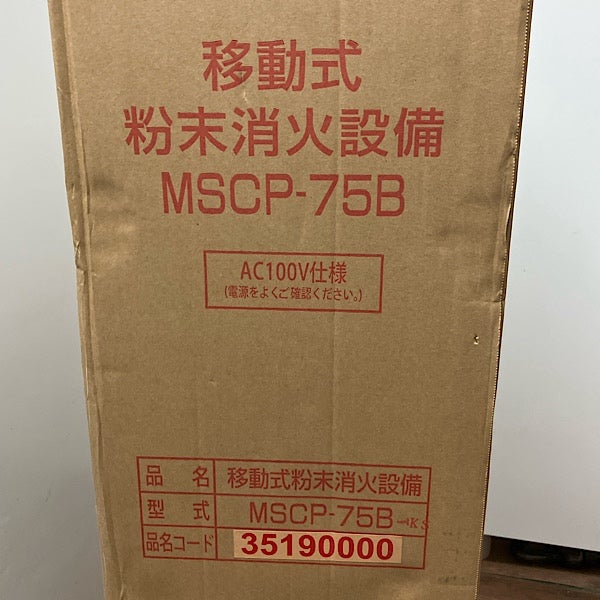 移動式
粉末消火設備
MSCP-75B
AC100V仕様
(電源をよくご確認ください。)
品 名 移動式粉末消火設備
型 式 MSCP-75B-KS
品名コード 35190000